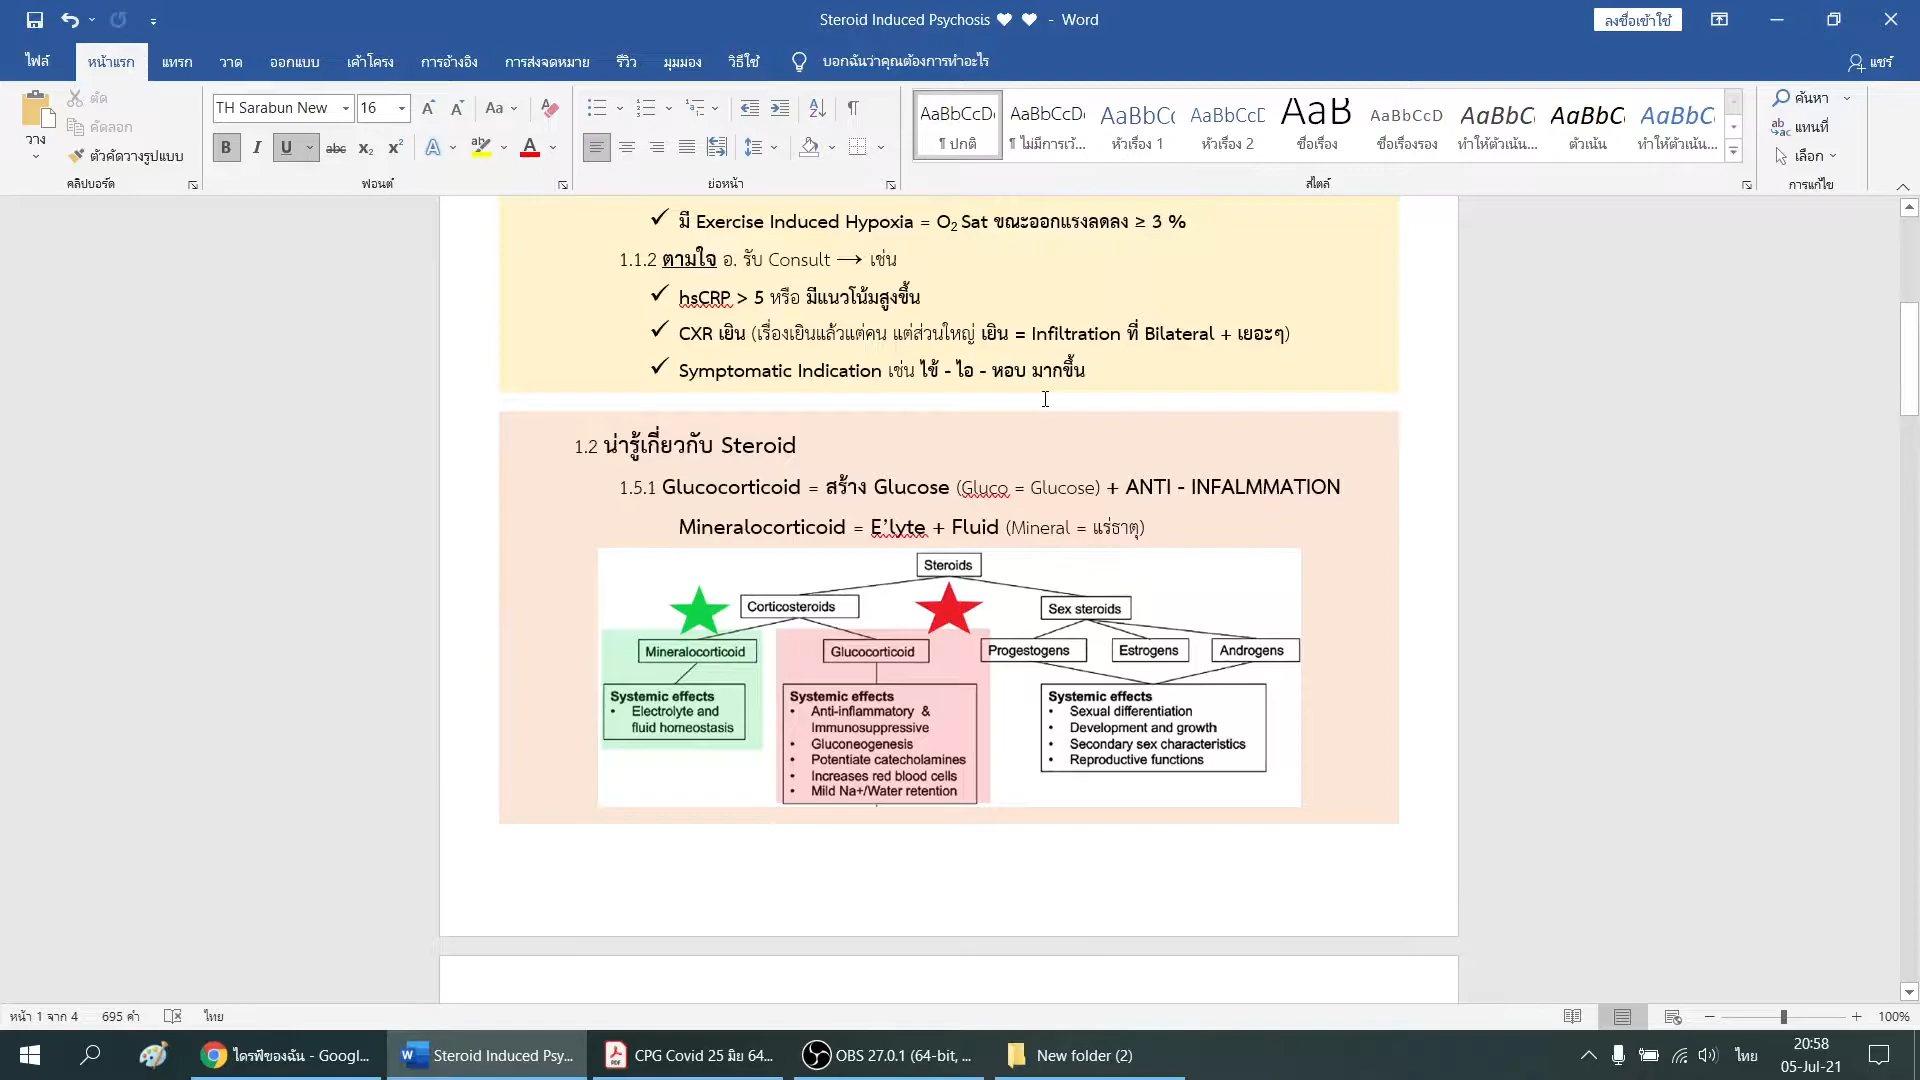 Steroid Induced Psychosis ♥ ♥ - Word
ลงชื่อเข้าใช้
ไฟล์ หน้าแรก แทรก วาด ออกแบบ เค้าโครง การอ้างอิง การส่งจดหมาย รีวิว มุมมอง วิธีใช้ บอกฉันว่าคุณต้องการทำอะไร แชร์
วาง
ตัด
คัดลอก
ตัวคัดวางรูปแบบ
คลิปบอร์ด
TH Sarabun New 16
ฟอนต์
ย่อหน้า
AaBbCcDc AaBbCcDc AaBbCc AaBbCcD AaB AaBbCcD AaBbC AaBbC AaBbC
¶ ปกติ ¶ ไม่มีการเว้... หัวเรื่อง 1 หัวเรื่อง 2 ชื่อเรื่อง ชื่อเรื่องรอง ทำให้ตัวเน้น... ตัวเน้น ทำให้ตัวเน้น...
สไตล์
ค้นหา
แทนที่
เลือก
การแก้ไข
✓ มี Exercise Induced Hypoxia = O2 Sat ขณะออกแรงลดลง ≥ 3 %
1.1.2 ตามใจ อ. รับ Consult → เช่น
✓ hsCRP > 5 หรือ มีแนวโน้มสูงขึ้น
✓ CXR เยิน (เรื่องเยินแล้วแต่คน แต่ส่วนใหญ่ เยิน = Infiltration ที่ Bilateral + เยอะๆ)
✓ Symptomatic Indication เช่น ไข้ - ไอ - หอบ มากขึ้น
1.2 น่ารู้เกี่ยวกับ Steroid
1.5.1 Glucocorticoid = สร้าง Glucose (Gluco = Glucose) + ANTI - INFALMMATION
Mineralocorticoid = E’lyte + Fluid (Mineral = แร่ธาตุ)
Steroids
Corticosteroids
Sex steroids
Mineralocorticoid
Glucocorticoid
Progestogens
Estrogens
Androgens
Systemic effects
• Electrolyte and
fluid homeostasis
Systemic effects
• Anti-inflammatory &
Immunosuppressive
• Gluconeogenesis
• Potentiate catecholamines
• Increases red blood cells
• Mild Na+/Water retention
Systemic effects
• Sexual differentiation
• Development and growth
• Secondary sex characteristics
• Reproductive functions
หน้า 1 จาก 4 695 คำ ไทย 100%
ไดรฟ์ของฉัน - Googl... Steroid Induced Psy... CPG Covid 25 มิย 64... OBS 27.0.1 (64-bit, ... New folder (2) ไทย
20:58
05-Jul-21